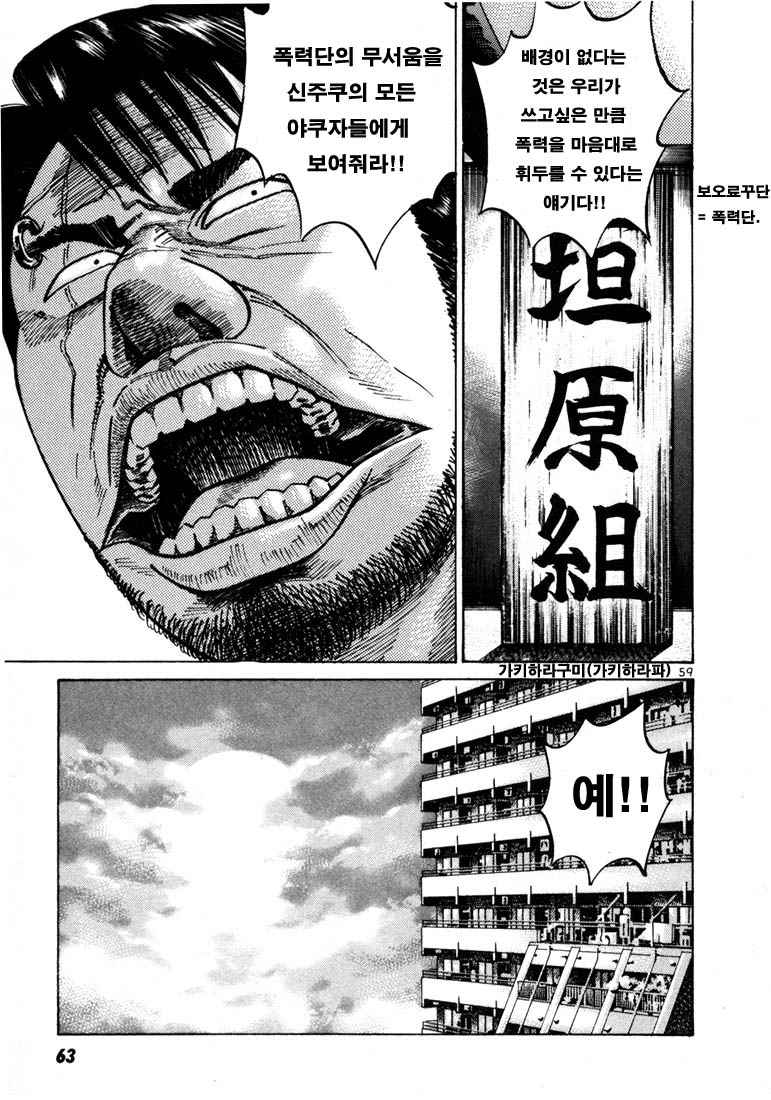 배경이 없다는
것은 우리가
쓰고싶은 만큼
폭력을 마음대로
휘두를 수 있다는
얘기다!!
보오로꾸단
= 폭력단.
垣
原
組
가키하라구미(가키하라파) 59
폭력단의 무서움을
신주쿠의 모든
야쿠자들에게
보여줘라!!
예!!
63